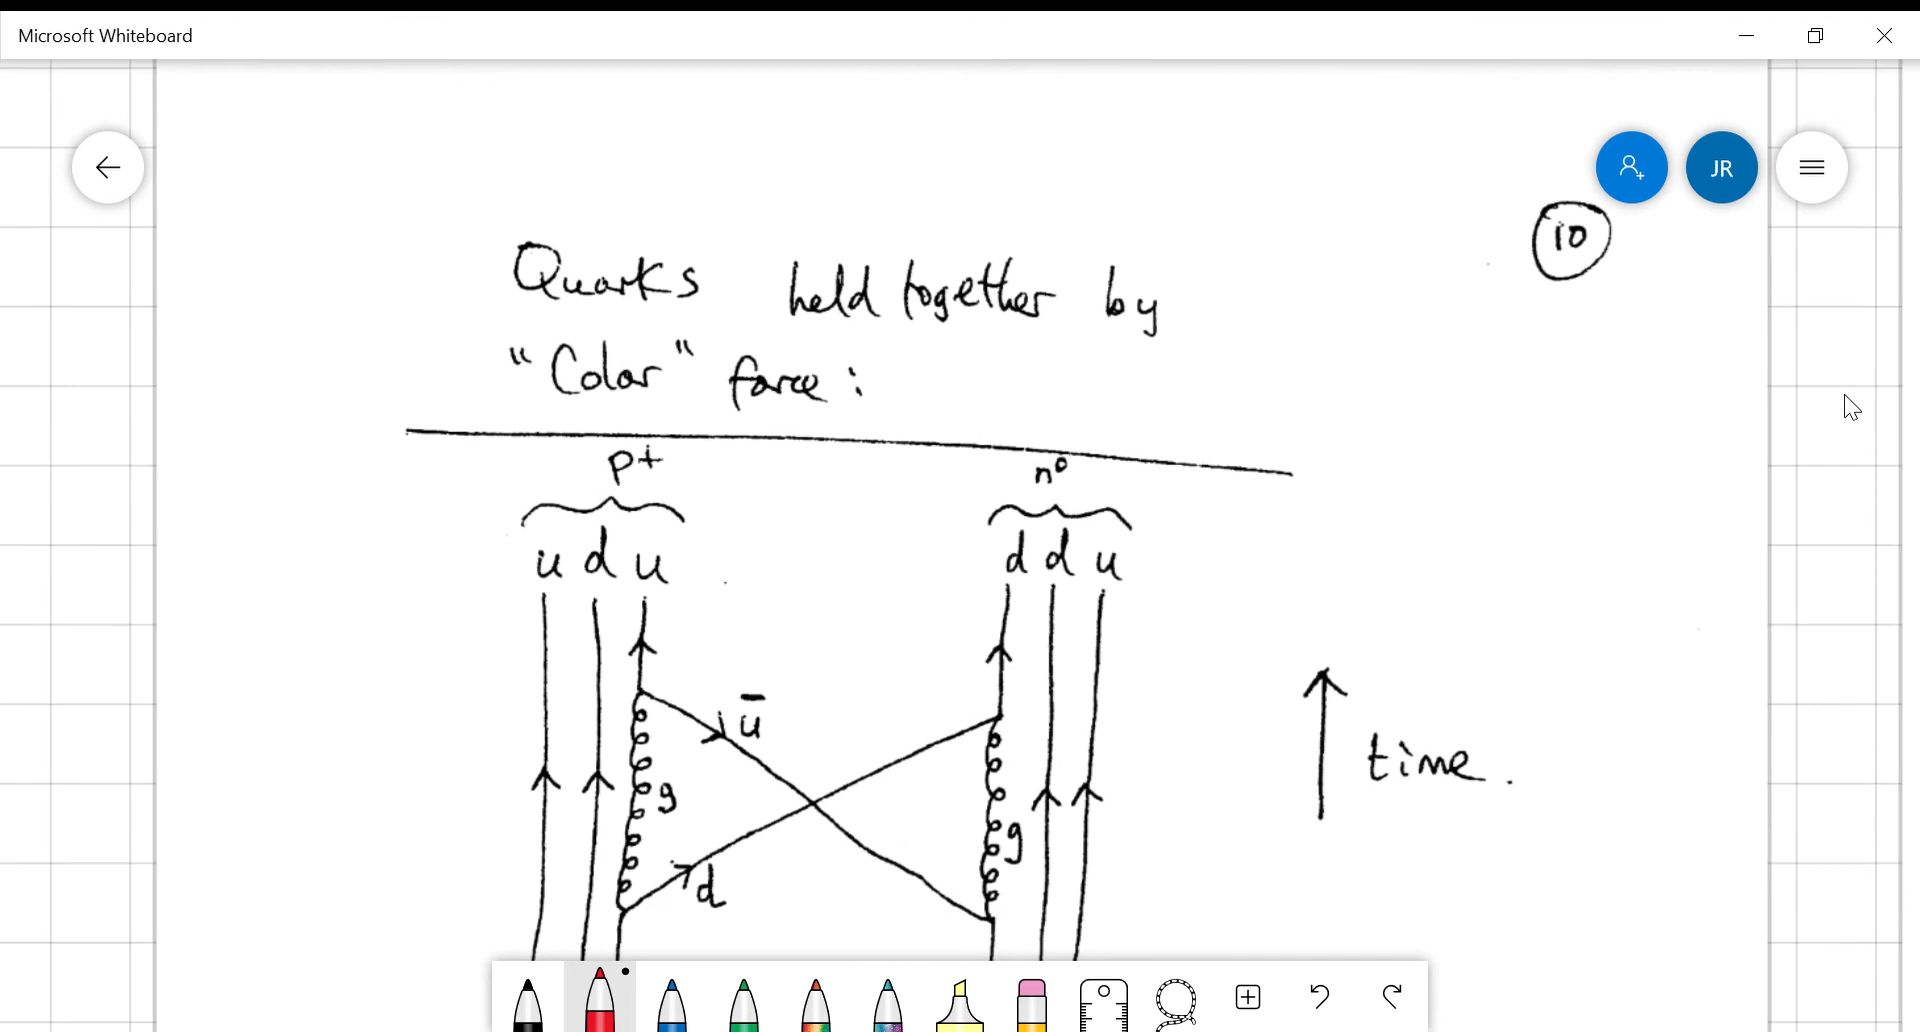 Microsoft Whiteboard
JR
10
Quarks held together by
"Color" force:
p+ n⁰
u d u d d u
ū
time.
g g
d